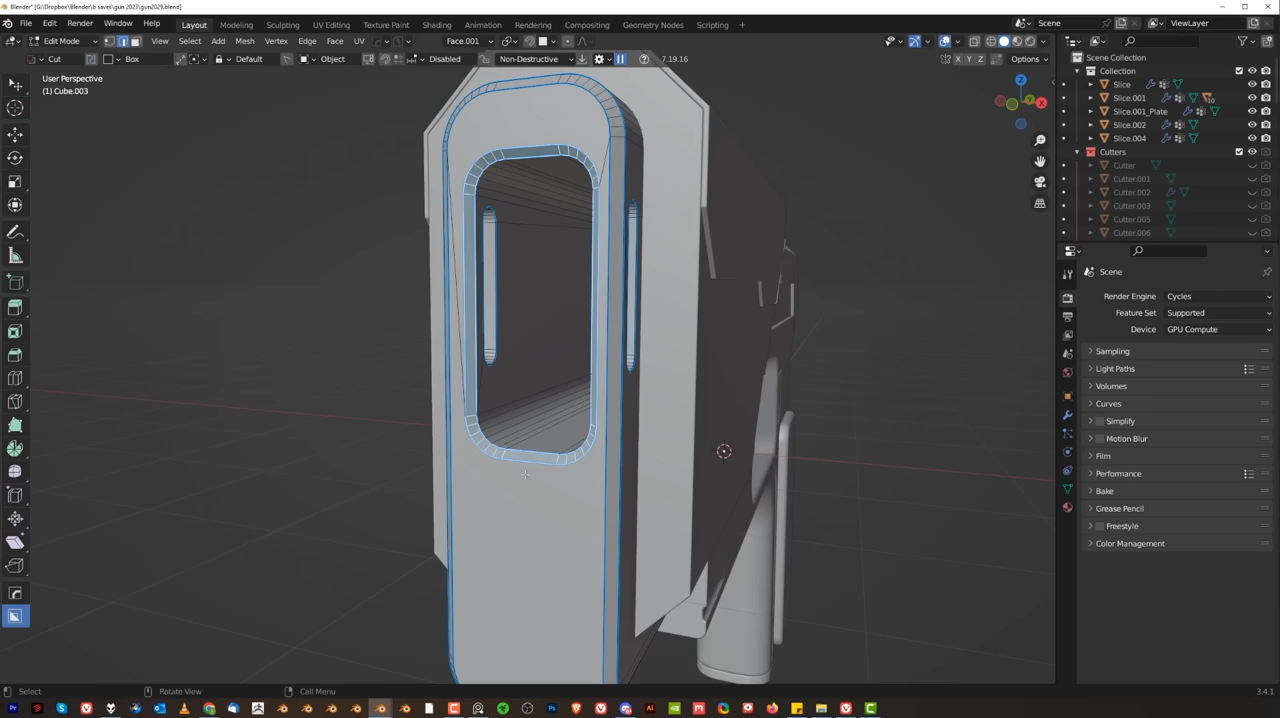 Blender* [G:\Dropbox\Blender\b saves\gun 2023\gun2029.blend]
File Edit Render Window Help Layout Modeling Sculpting UV Editing Texture Paint Shading Animation Rendering Compositing Geometry Nodes Scripting + Scene ViewLayer
Edit Mode View Select Add Mesh Vertex Edge Face UV Face.001
Cut Box Default Object Disabled Non-Destructive 7.19.16 X Y Z Options
User Perspective
(1) Cube.003
Z
X
Y
Scene Collection
Collection
Slice
Slice.001 10
Slice.001_Plate
Slice.002
Slice.004
Cutters
Cutter
Cutter.001
Cutter.002
Cutter.003
Cutter.005
Cutter.006
Scene
Render Engine Cycles
Feature Set Supported
Device GPU Compute
Sampling
Light Paths
Volumes
Curves
Simplify
Motion Blur
Film
Performance
Bake
Grease Pencil
Freestyle
Color Management
Select Rotate View Call Menu 3.4.1
Pr Ai Ps